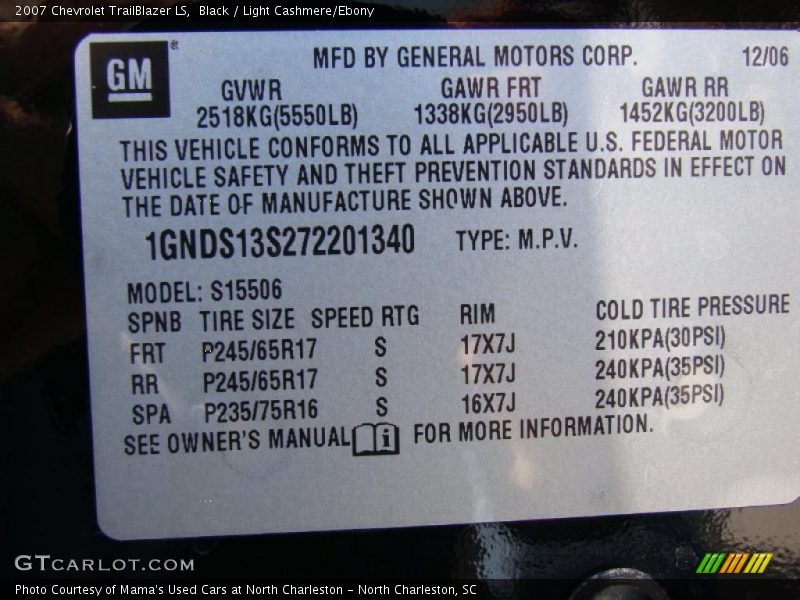 2007 Chevrolet TrailBlazer LS, Black / Light Cashmere/Ebony
GM ®
MFD BY GENERAL MOTORS CORP. 12/06
GVWR GAWR FRT GAWR RR
2518KG(5550LB) 1338KG(2950LB) 1452KG(3200LB)
THIS VEHICLE CONFORMS TO ALL APPLICABLE U.S. FEDERAL MOTOR
VEHICLE SAFETY AND THEFT PREVENTION STANDARDS IN EFFECT ON
THE DATE OF MANUFACTURE SHOWN ABOVE.
1GNDS13S272201340 TYPE: M.P.V.
MODEL: S15506
SPNB TIRE SIZE SPEED RTG RIM COLD TIRE PRESSURE
FRT P245/65R17 S 17X7J 210KPA(30PSI)
RR P245/65R17 S 17X7J 240KPA(35PSI)
SPA P235/75R16 S 16X7J 240KPA(35PSI)
SEE OWNER'S MANUAL i FOR MORE INFORMATION.
GTCARLOT.COM
Photo Courtesy of Mama's Used Cars at North Charleston - North Charleston, SC